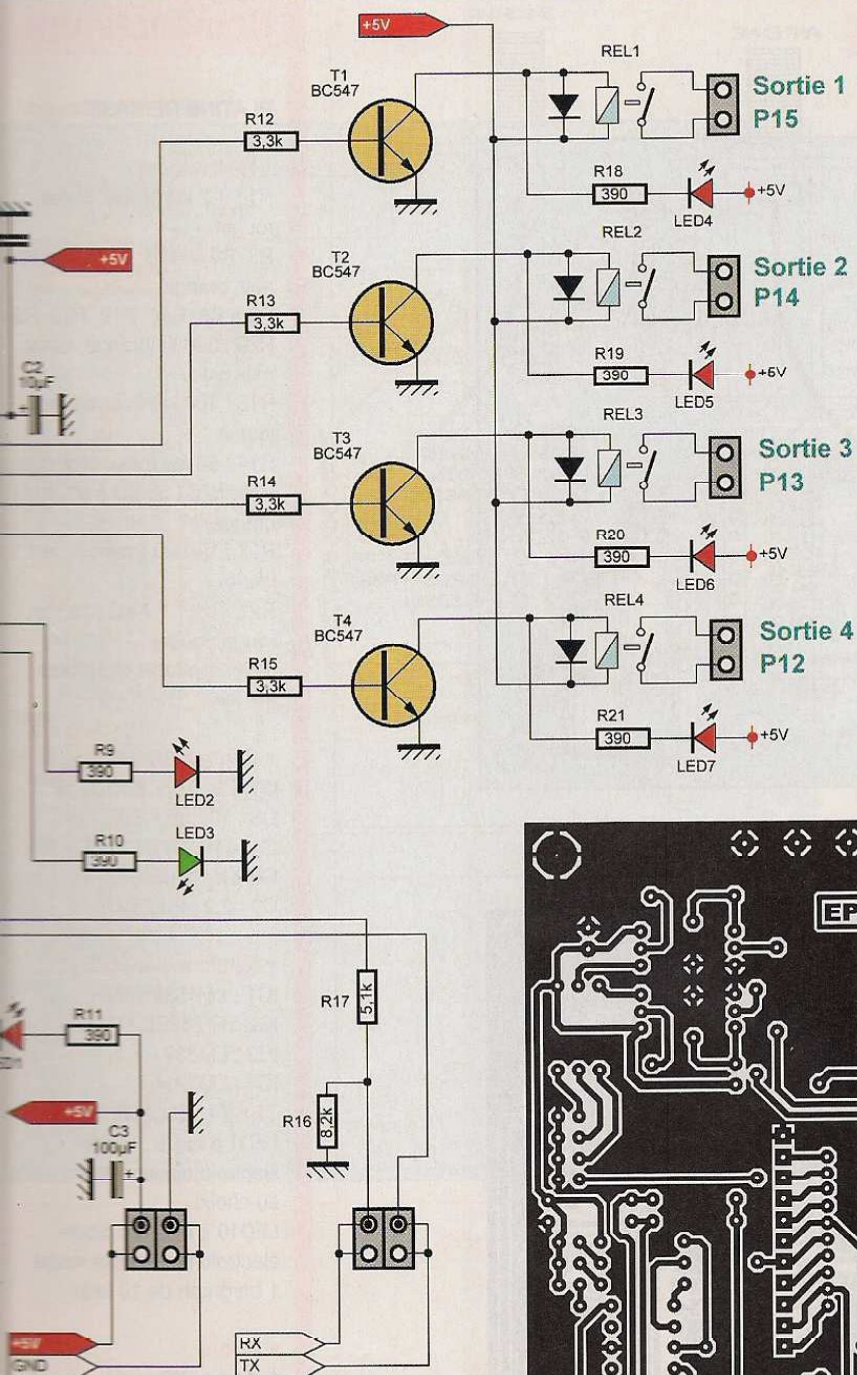 +5V
REL1
T1
BC547
Sortie 1
P15
R12
3,3k
R18
390
+5V
LED4
REL2
+5V
T2
BC547
Sortie 2
P14
R13
3,3k
R19
390
+5V
LED5
C2
10µF
REL3
T3
BC547
Sortie 3
P13
R14
3,3k
R20
390
+5V
LED6
REL4
T4
BC547
Sortie 4
P12
R15
3,3k
R21
390
+5V
LED7
R9
390
LED2
R10
390
LED3
EP
R17
5,1k
R11
390
+5V
R16
8,2k
C3
100µF
+
+5V
GND
RX
TX